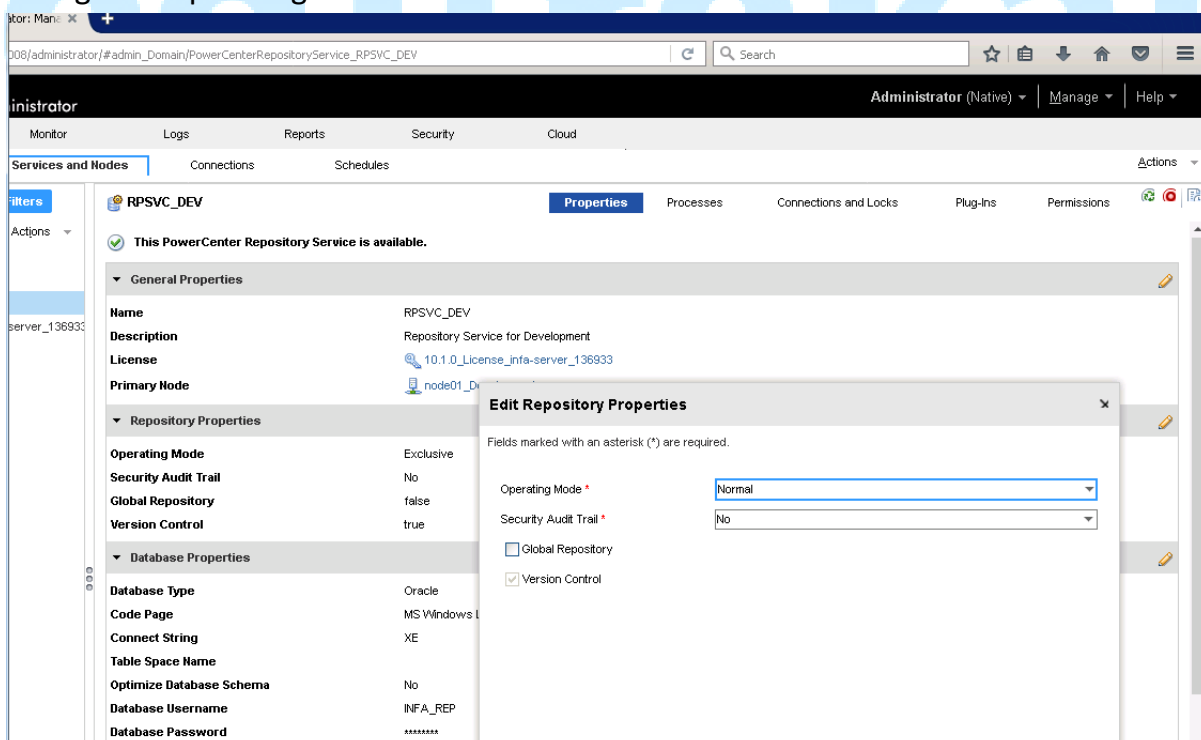 ator: Mana
008/administrator/#admin_Domain/PowerCenterRepositoryService_RPSVC_DEV
Search
inistrator
Administrator (Native)
Manage
Help
Monitor Logs Reports Security Cloud
Services and Nodes Connections Schedules
Actions
ilters
RPSVC_DEV
Properties Processes Connections and Locks Plug-Ins Permissions
Actions
This PowerCenter Repository Service is available.
General Properties
Name RPSVC_DEV
server_136933
Description Repository Service for Development
License 10.1.0_License_infa-server_136933
Primary Node node01_D
Edit Repository Properties
Repository Properties
Fields marked with an asterisk (*) are required.
Operating Mode Exclusive
Security Audit Trail No
Global Repository false
Version Control true
Operating Mode * Normal
Security Audit Trail * No
Global Repository
Version Control
Database Properties
Database Type Oracle
Code Page MS Windows L
Connect String XE
Table Space Name
Optimize Database Schema No
Database Username INFA_REP
Database Password ********